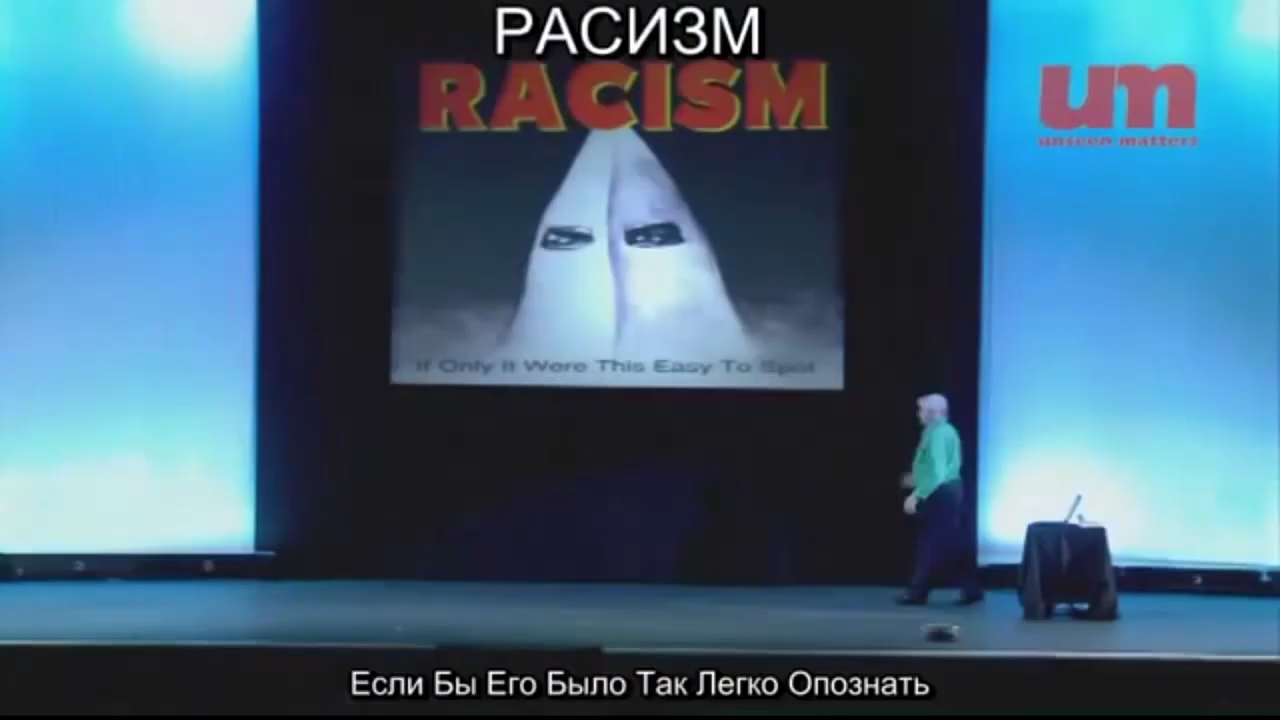 РАСИЗМ
RACISM
um
unseen matters
If Only It Were This Easy To Spot
Если Бы Его Было Так Легко Опознать